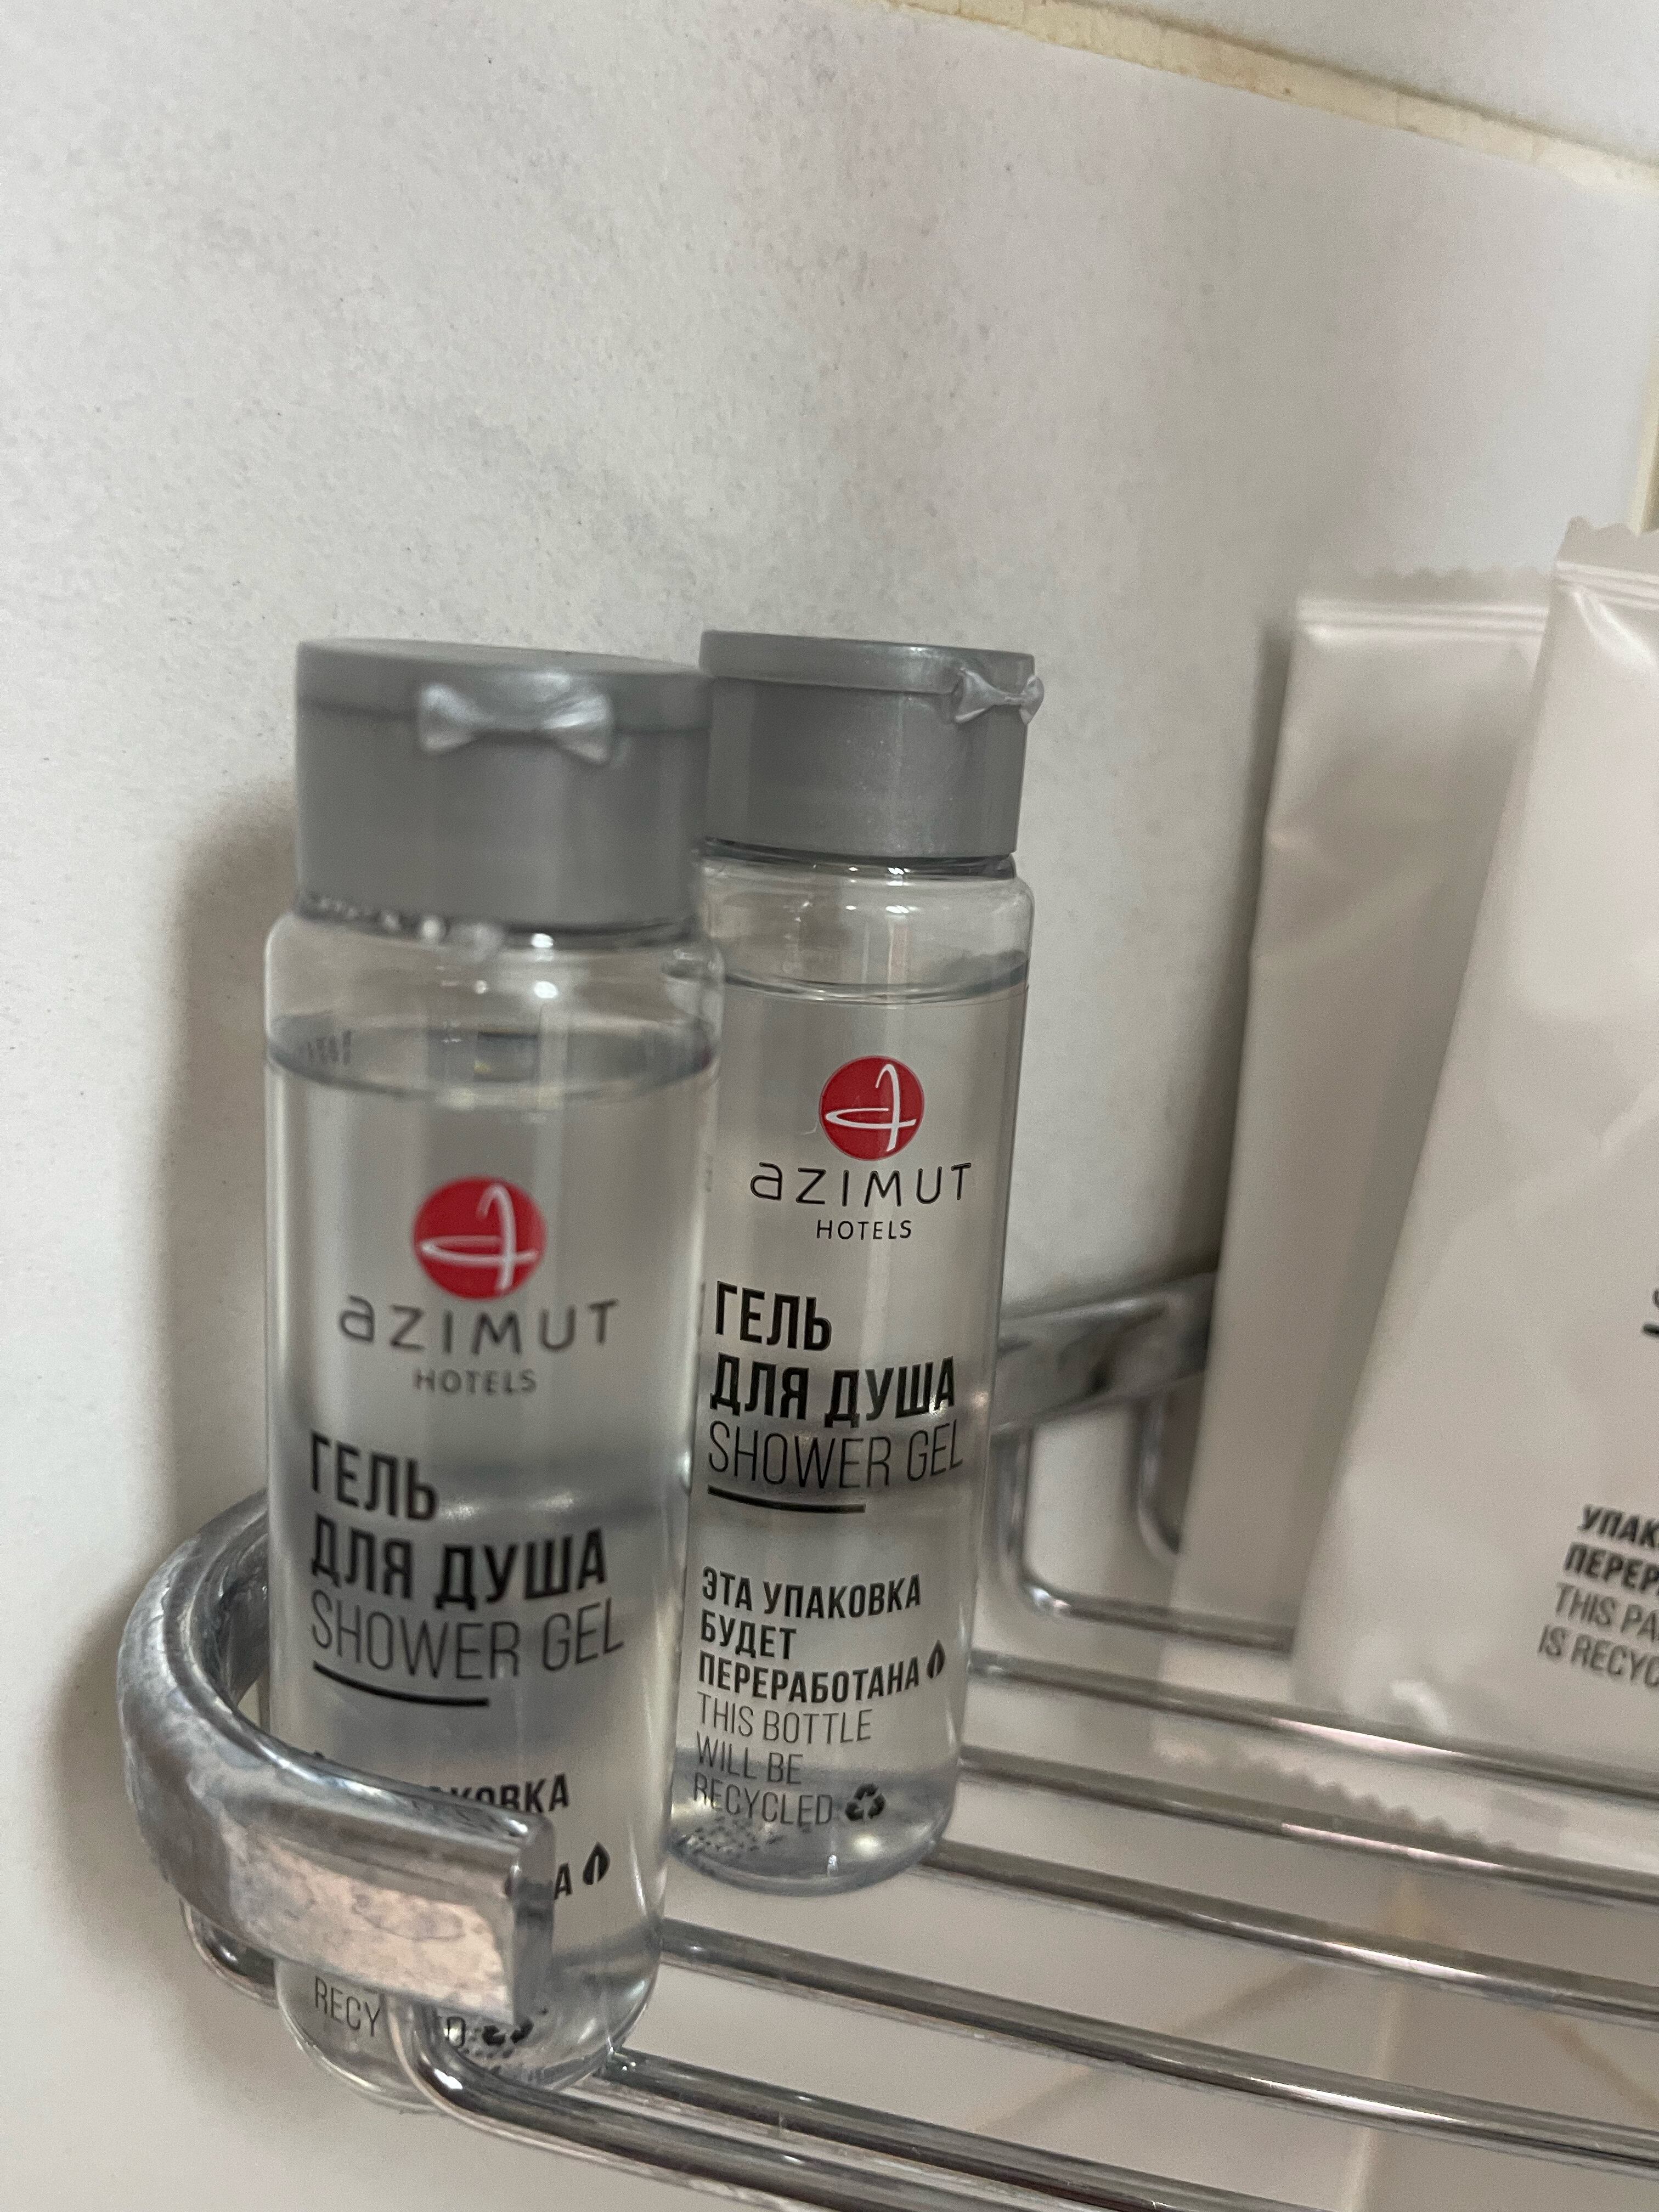 azimut
HOTELS
ГЕЛЬ
ДЛЯ ДУША
SHOWER GEL
azimut
HOTELS
ГЕЛЬ
ДЛЯ ДУША
SHOWER GEL
ЭТА УПАКОВКА
БУДЕТ
ПЕРЕРАБОТАНА
THIS BOTTLE
WILL BE
RECYCLED
THIS